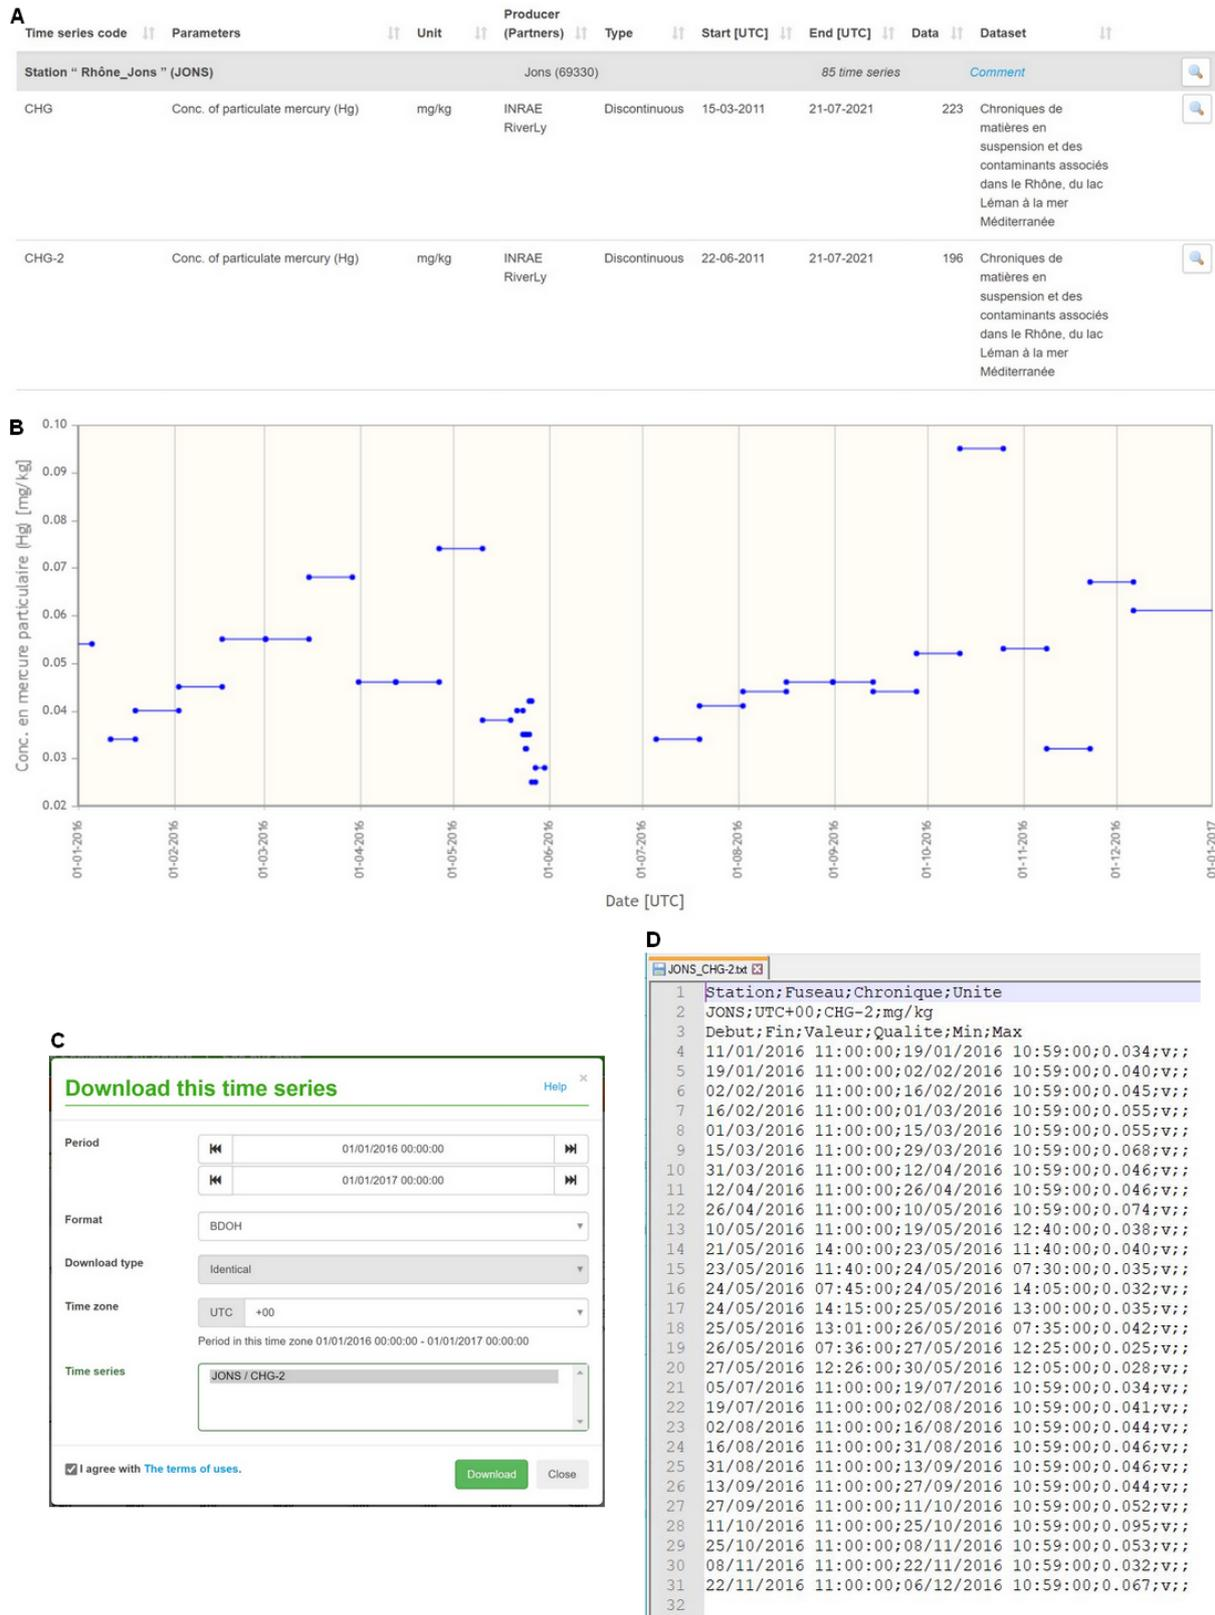 A
Producer
Time series code Parameters Unit (Partners) Type Start [UTC] End [UTC] Data Dataset
Station “ Rhône_Jons ” (JONS) Jons (69330) 85 time series Comment
CHG Conc. of particulate mercury (Hg) mg/kg INRAE Discontinuous 15-03-2011 21-07-2021 223 Chroniques de
RiverLy matières en
suspension et des
contaminants associés
dans le Rhône, du lac
Léman à la mer
Méditerranée
CHG-2 Conc. of particulate mercury (Hg) mg/kg INRAE Discontinuous 22-06-2011 21-07-2021 196 Chroniques de
RiverLy matières en
suspension et des
contaminants associés
dans le Rhône, du lac
Léman à la mer
Méditerranée
B
Conc. en mercure particulaire (Hg) [mg/kg]
0.10
0.09
0.08
0.07
0.06
0.05
0.04
0.03
0.02
01-01-2016 01-02-2016 01-03-2016 01-04-2016 01-05-2016 01-06-2016 01-07-2016 01-08-2016 01-09-2016 01-10-2016 01-11-2016 01-12-2016 01-01-2017
Date [UTC]
C
Download this time series Help ×
Period 01/01/2016 00:00:00
01/01/2017 00:00:00
Format BDOH
Download type Identical
Time zone UTC +00
Period in this time zone 01/01/2016 00:00:00 - 01/01/2017 00:00:00
Time series JONS / CHG-2
I agree with The terms of uses.
Download Close
D
JONS_CHG-2.txt
1 Station;Fuseau;Chronique;Unite
2 JONS;UTC+00;CHG-2;mg/kg
3 Debut;Fin;Valeur;Qualite;Min;Max
4 11/01/2016 11:00:00;19/01/2016 10:59:00;0.034;v;;
5 19/01/2016 11:00:00;02/02/2016 10:59:00;0.040;v;;
6 02/02/2016 11:00:00;16/02/2016 10:59:00;0.045;v;;
7 16/02/2016 11:00:00;01/03/2016 10:59:00;0.055;v;;
8 01/03/2016 11:00:00;15/03/2016 10:59:00;0.055;v;;
9 15/03/2016 11:00:00;29/03/2016 10:59:00;0.068;v;;
10 31/03/2016 11:00:00;12/04/2016 10:59:00;0.046;v;;
11 12/04/2016 11:00:00;26/04/2016 10:59:00;0.046;v;;
12 26/04/2016 11:00:00;10/05/2016 10:59:00;0.074;v;;
13 10/05/2016 11:00:00;19/05/2016 12:40:00;0.038;v;;
14 21/05/2016 14:00:00;23/05/2016 11:40:00;0.040;v;;
15 23/05/2016 11:40:00;24/05/2016 07:30:00;0.035;v;;
16 24/05/2016 07:45:00;24/05/2016 14:05:00;0.032;v;;
17 24/05/2016 14:15:00;25/05/2016 13:00:00;0.035;v;;
18 25/05/2016 13:01:00;26/05/2016 07:35:00;0.042;v;;
19 26/05/2016 07:36:00;27/05/2016 12:25:00;0.025;v;;
20 27/05/2016 12:26:00;30/05/2016 12:05:00;0.028;v;;
21 05/07/2016 11:00:00;19/07/2016 10:59:00;0.034;v;;
22 19/07/2016 11:00:00;02/08/2016 10:59:00;0.041;v;;
23 02/08/2016 11:00:00;16/08/2016 10:59:00;0.044;v;;
24 16/08/2016 11:00:00;31/08/2016 10:59:00;0.046;v;;
25 31/08/2016 11:00:00;13/09/2016 10:59:00;0.046;v;;
26 13/09/2016 11:00:00;27/09/2016 10:59:00;0.044;v;;
27 27/09/2016 11:00:00;11/10/2016 10:59:00;0.052;v;;
28 11/10/2016 11:00:00;25/10/2016 10:59:00;0.095;v;;
29 25/10/2016 11:00:00;08/11/2016 10:59:00;0.053;v;;
30 08/11/2016 11:00:00;22/11/2016 10:59:00;0.032;v;;
31 22/11/2016 11:00:00;06/12/2016 10:59:00;0.067;v;;
32